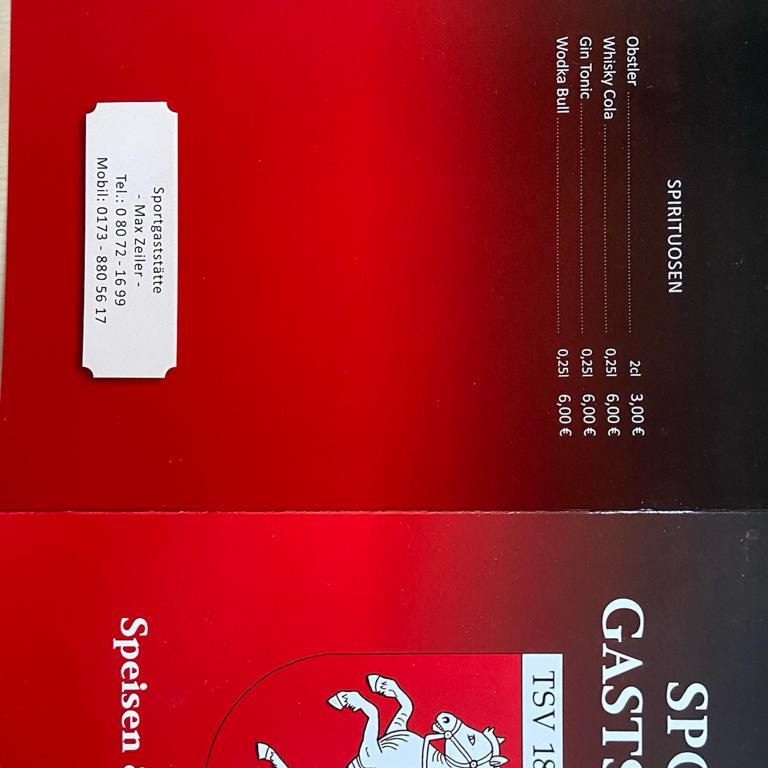 SPIRITUOSEN
Obstler 2cl 3,00 €
Whisky Cola 0,25l 6,00 €
Gin Tonic 0,25l 6,00 €
Wodka Bull 0,25l 6,00 €
Sportgaststätte
- Max Zeiler -
Tel.: 0 80 72 - 16 99
Mobil: 0173 - 880 56 17
SPO
GASTS
TSV 18
Speisen